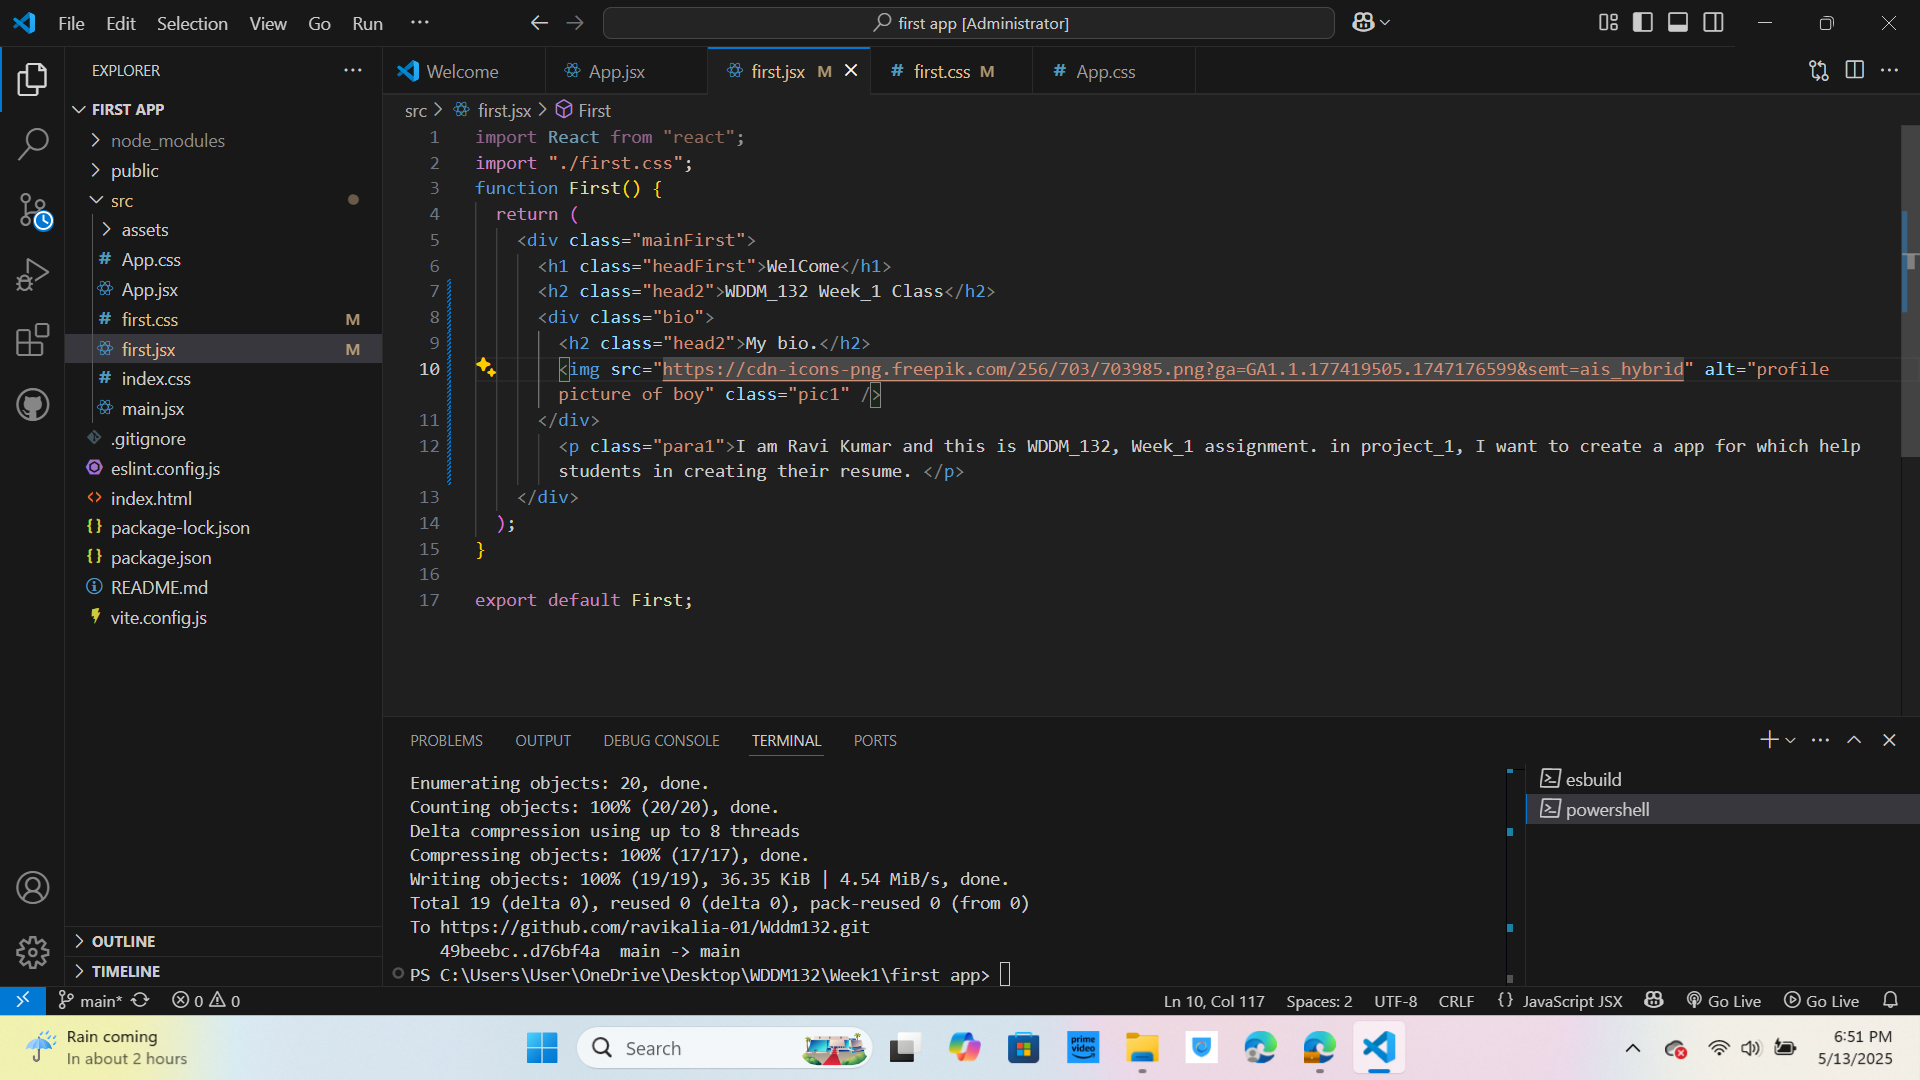 File Edit Selection View Go Run ··· first app [Administrator]
EXPLORER ···
FIRST APP
node_modules
public
src
assets
App.css
App.jsx
first.css M
first.jsx M
index.css
main.jsx
.gitignore
eslint.config.js
index.html
package-lock.json
package.json
README.md
vite.config.js
OUTLINE
TIMELINE
Welcome App.jsx first.jsx M first.css M App.css
src > first.jsx > First
1 import React from "react";
2 import "./first.css";
3 function First() {
4 return (
5 <div class="mainFirst">
6 <h1 class="headFirst">WelCome</h1>
7 <h2 class="head2">WDDM_132 Week_1 Class</h2>
8 <div class="bio">
9 <h2 class="head2">My bio.</h2>
10 <img src="https://cdn-icons-png.freepik.com/256/703/703985.png?ga=GA1.1.177419505.1747176599&semt=ais_hybrid" alt="profile
picture of boy" class="pic1" />
11 </div>
12 <p class="para1">I am Ravi Kumar and this is WDDM_132, Week_1 assignment. in project_1, I want to create a app for which help
students in creating their resume. </p>
13 </div>
14 );
15 }
16
17 export default First;
PROBLEMS OUTPUT DEBUG CONSOLE TERMINAL PORTS
Enumerating objects: 20, done.
Counting objects: 100% (20/20), done.
Delta compression using up to 8 threads
Compressing objects: 100% (17/17), done.
Writing objects: 100% (19/19), 36.35 KiB | 4.54 MiB/s, done.
Total 19 (delta 0), reused 0 (delta 0), pack-reused 0 (from 0)
To https://github.com/ravikalia-01/Wddm132.git
49beebc..d76bf4a main -> main
PS C:\Users\User\OneDrive\Desktop\WDDM132\Week1\first app>
esbuild
powershell
main* 0 0 Ln 10, Col 117 Spaces: 2 UTF-8 CRLF {} JavaScript JSX Go Live Go Live
Rain coming
In about 2 hours
Search
prime video
6:51 PM
5/13/2025